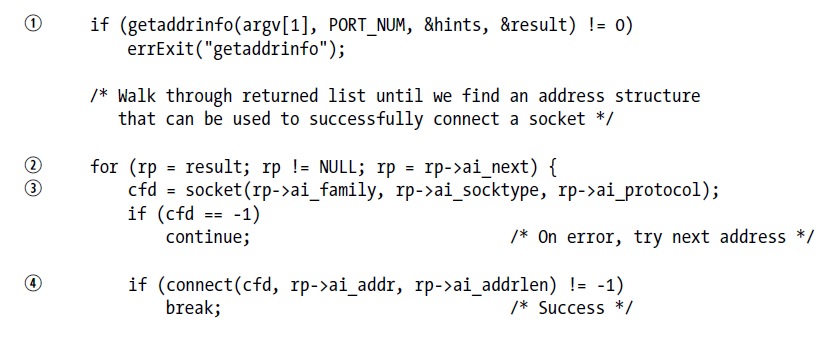 ① if (getaddrinfo(argv[1], PORT_NUM, &hints, &result) != 0)
errExit("getaddrinfo");
/* Walk through returned list until we find an address structure
that can be used to successfully connect a socket */
② for (rp = result; rp != NULL; rp = rp->ai_next) {
③ cfd = socket(rp->ai_family, rp->ai_socktype, rp->ai_protocol);
if (cfd == -1)
continue; /* On error, try next address */
④ if (connect(cfd, rp->ai_addr, rp->ai_addrlen) != -1)
break; /* Success */